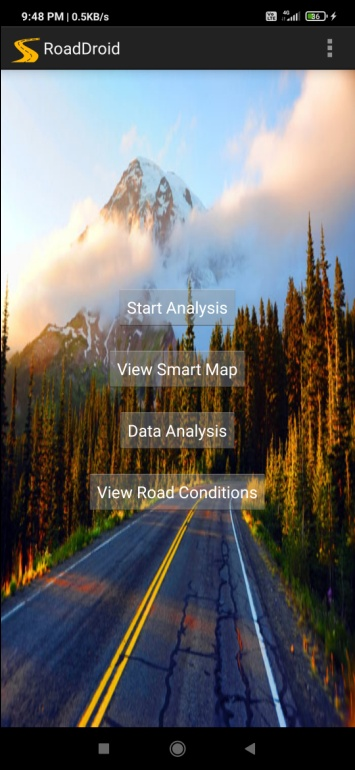 9:48 PM | 0.5KB/s
4G
86
RoadDroid
Start Analysis
View Smart Map
Data Analysis
View Road Conditions